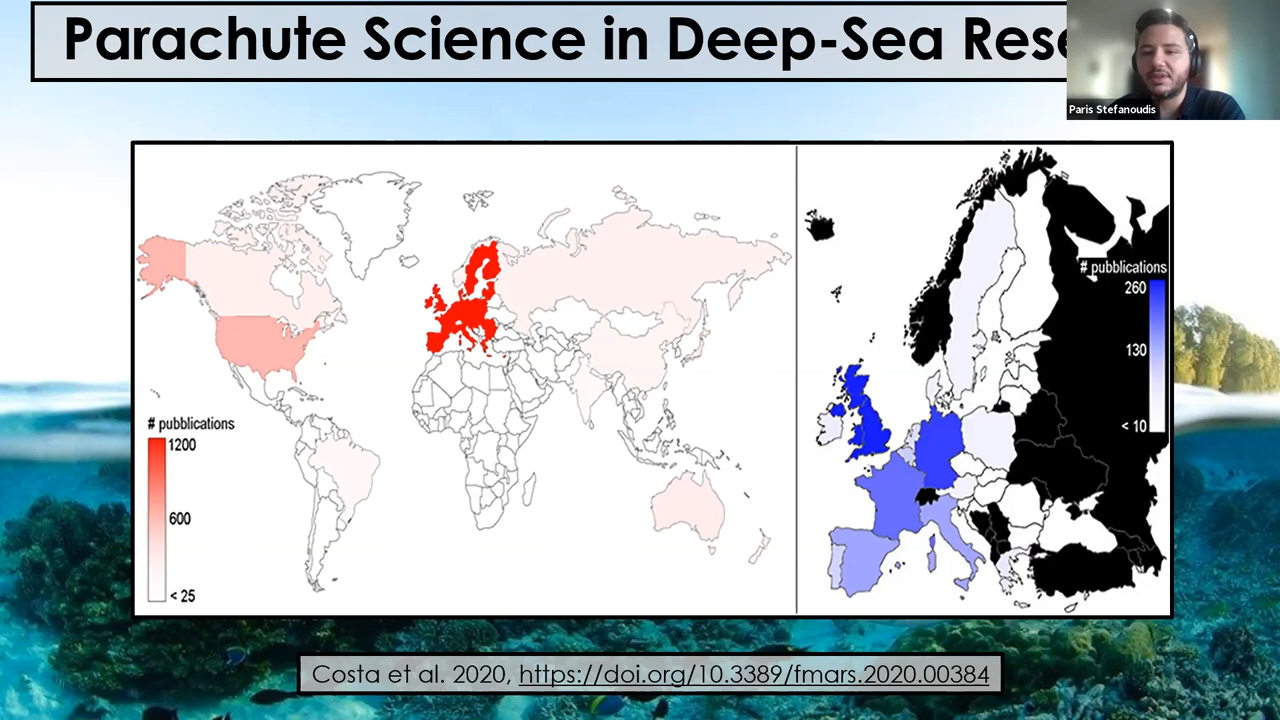 Parachute Science in Deep-Sea Rese
Paris Stefanoudis
# pubblications
1200
600
< 25
# pubblications
260
130
< 10
Costa et al. 2020, https://doi.org/10.3389/fmars.2020.00384